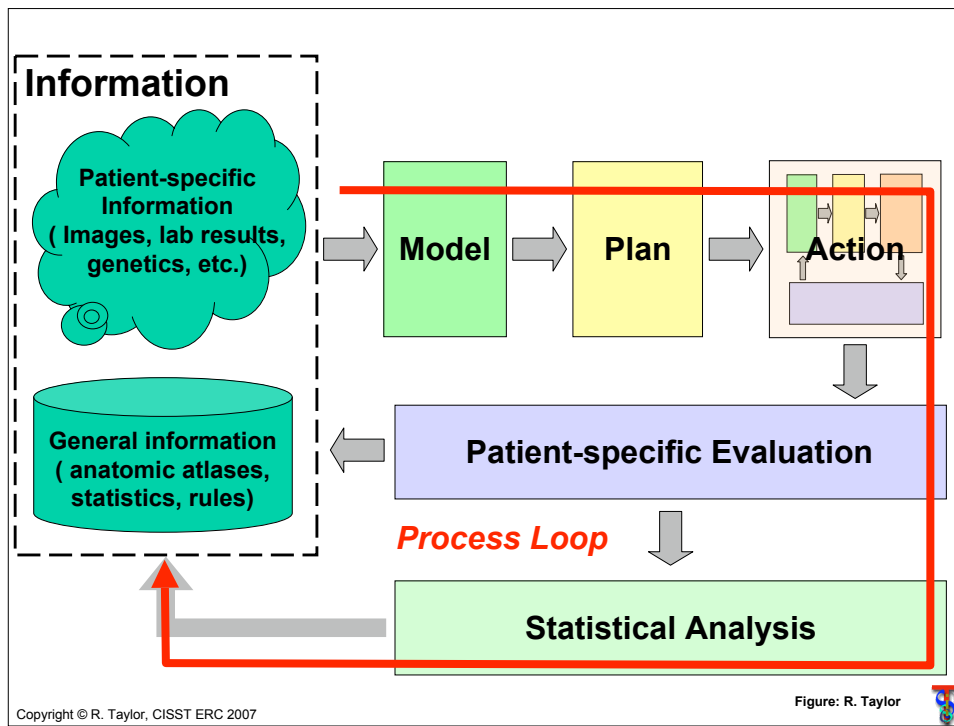 Information
Patient-specific
Information
( Images, lab results,
genetics, etc.)
Model
Plan
Action
General information
( anatomic atlases,
statistics, rules)
Patient-specific Evaluation
Process Loop
Statistical Analysis
Figure: R. Taylor
Copyright © R. Taylor, CISST ERC 2007